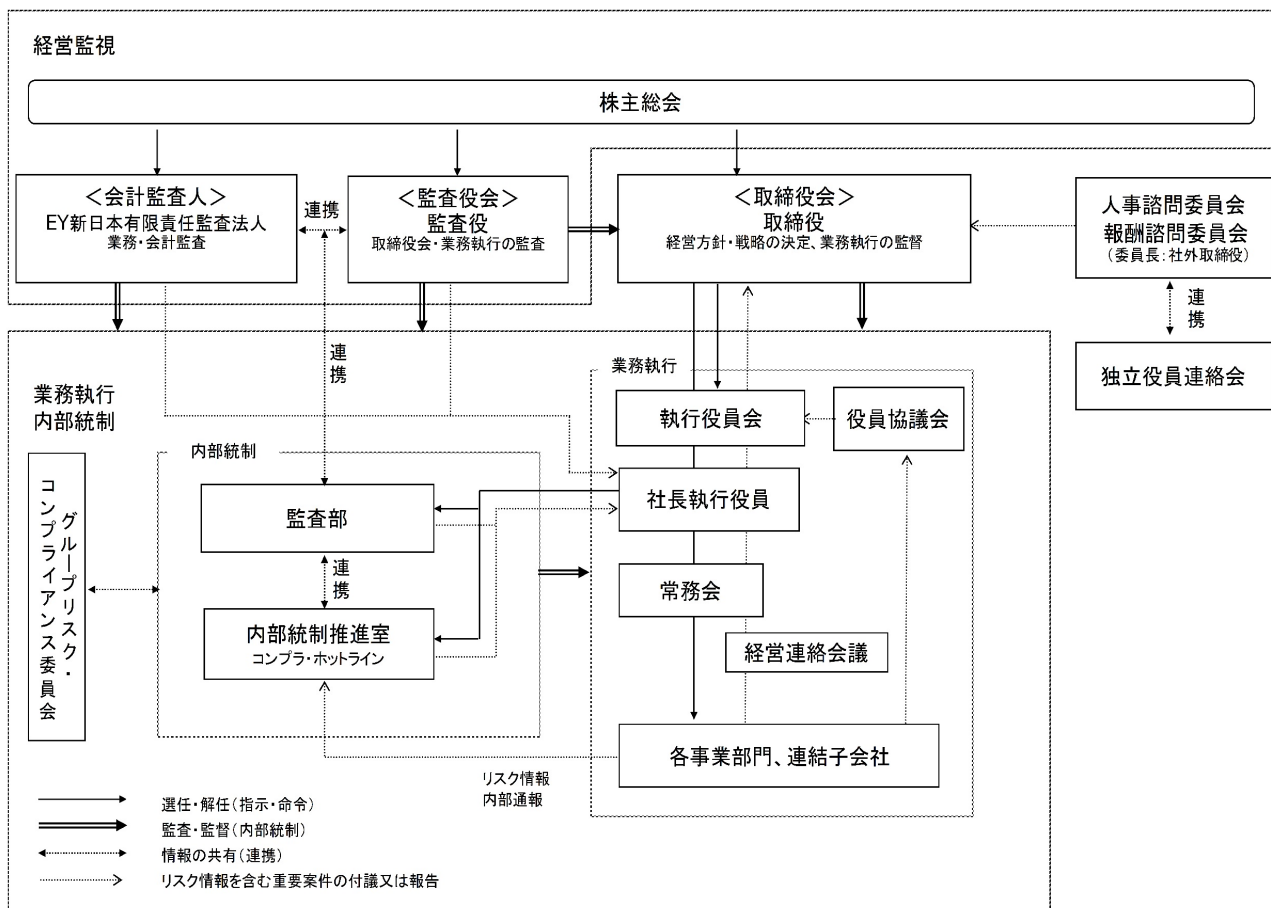 経営監視
株主総会
<会計監査人>
EY新日本有限責任監査法人
業務・会計監査
連携
<監査役会>
監査役
取締役会・業務執行の監査
<取締役会>
取締役
経営方針・戦略の決定、業務執行の監督
人事諮問委員会
報酬諮問委員会
(委員長:社外取締役)
連携
独立役員連絡会
連携
業務執行
内部統制
業務執行
執行役員会
役員協議会
内部統制
社長執行役員
監査部
連携
常務会
内部統制推進室
コンプラ・ホットライン
経営連絡会議
グループリスク・
コンプライアンス委員会
各事業部門、連結子会社
リスク情報
内部通報
選任・解任(指示・命令)
監査・監督(内部統制)
情報の共有(連携)
リスク情報を含む重要案件の付議又は報告